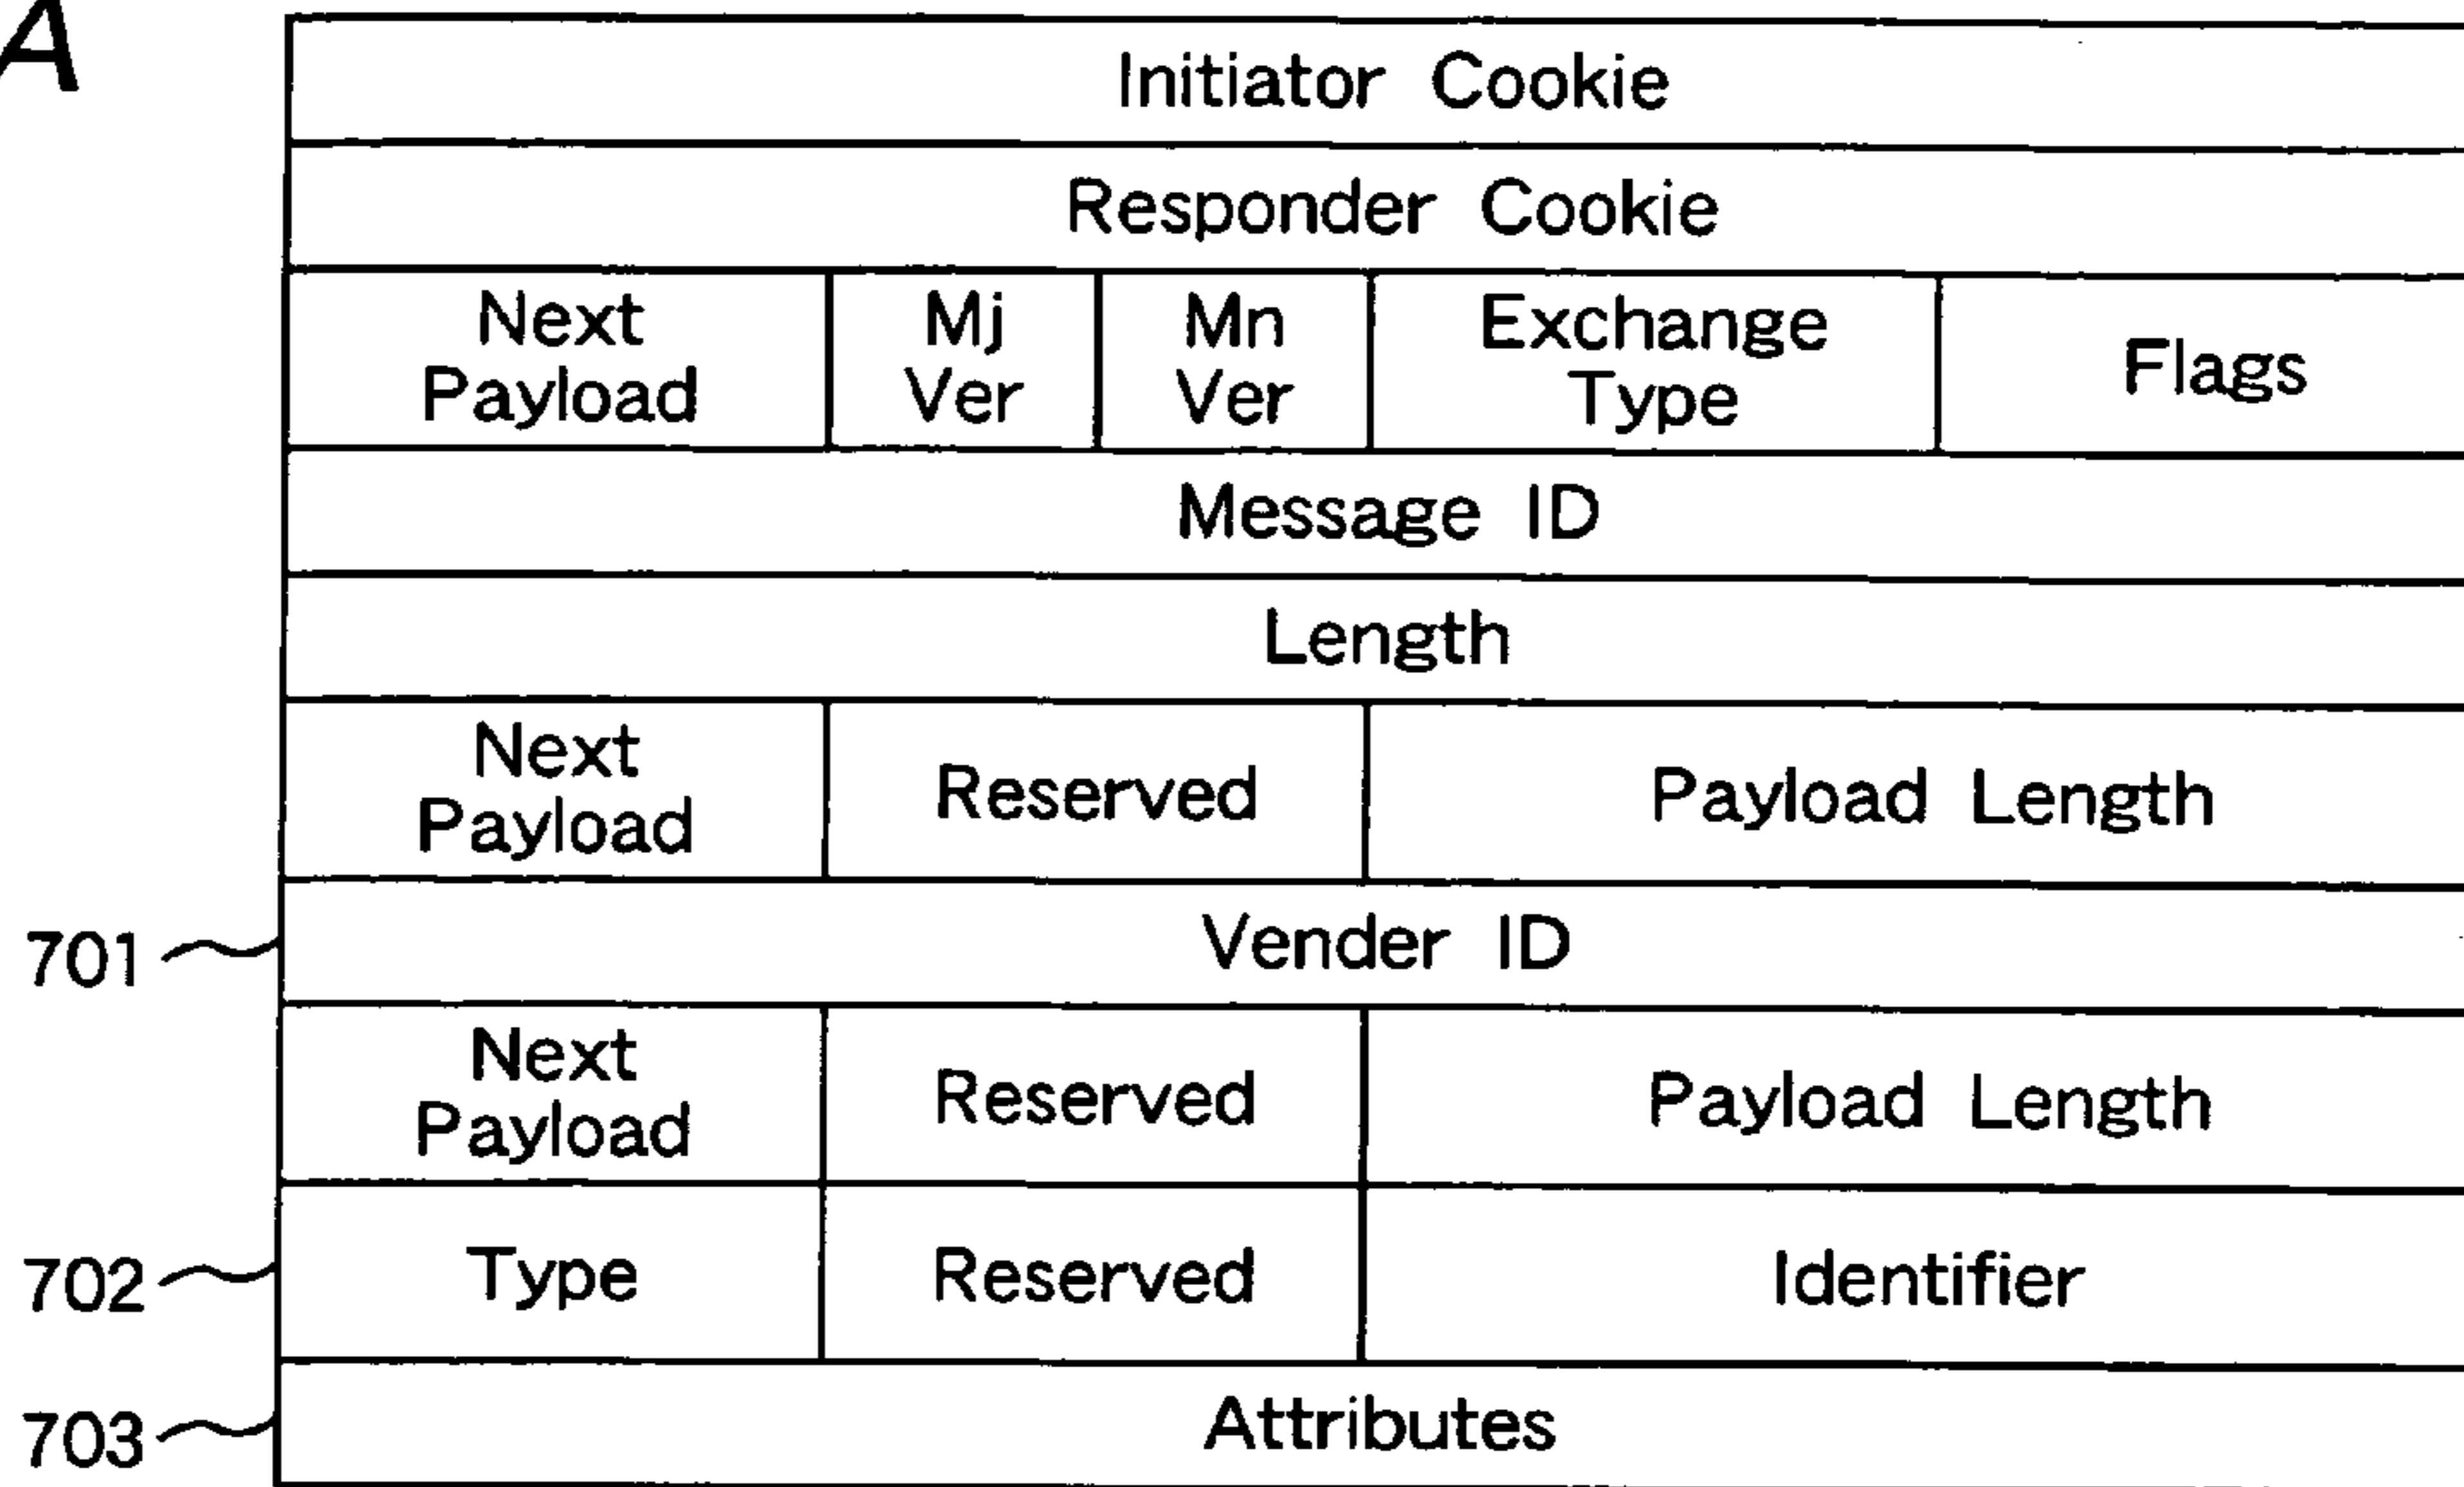 A
Initiator Cookie
Responder Cookie
Next Payload
Mj Ver
Mn Ver
Exchange Type
Flags
Message ID
Length
Next Payload
Reserved
Payload Length
701
Vender ID
Next Payload
Reserved
Payload Length
702
Type
Reserved
Identifier
703
Attributes